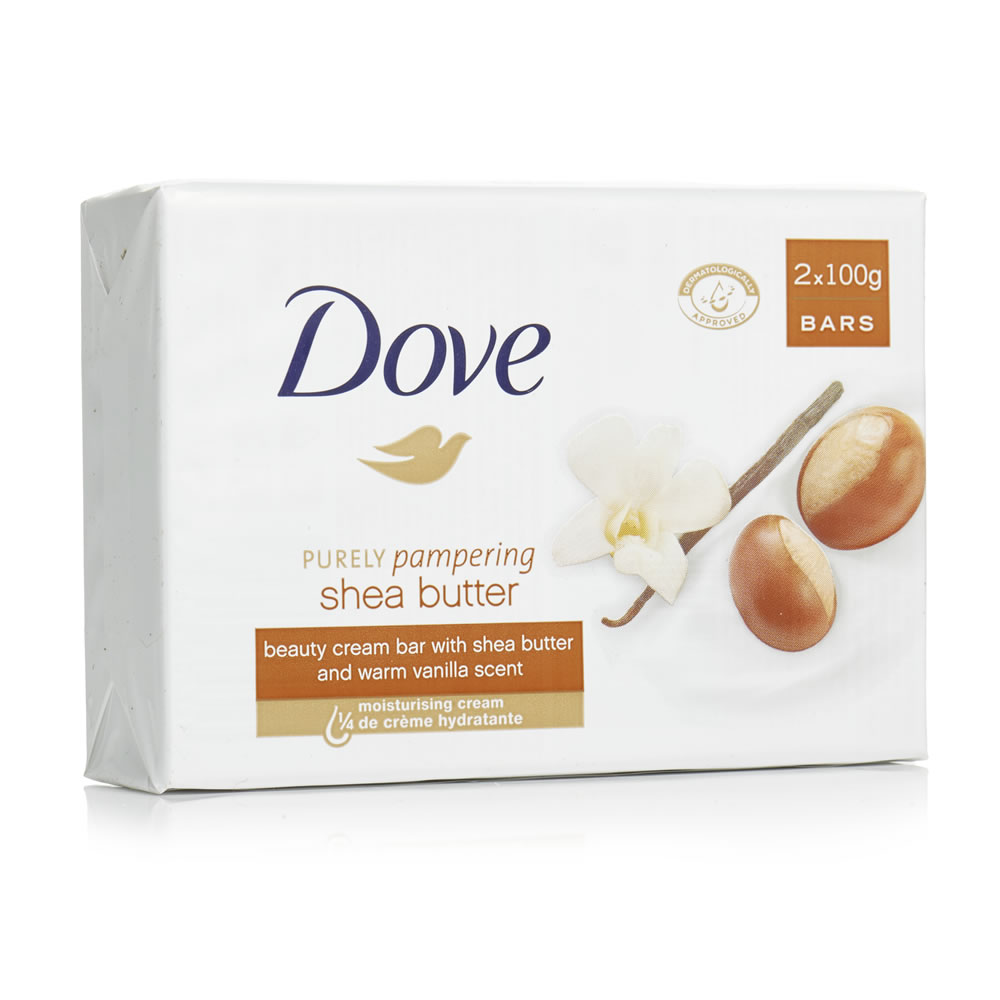 Dove
DERMATOLOGICALLY
APPROVED
2x100g
BARS
PURELY pampering
shea butter
beauty cream bar with shea butter
and warm vanilla scent
1/4 moisturising cream
de crème hydratante